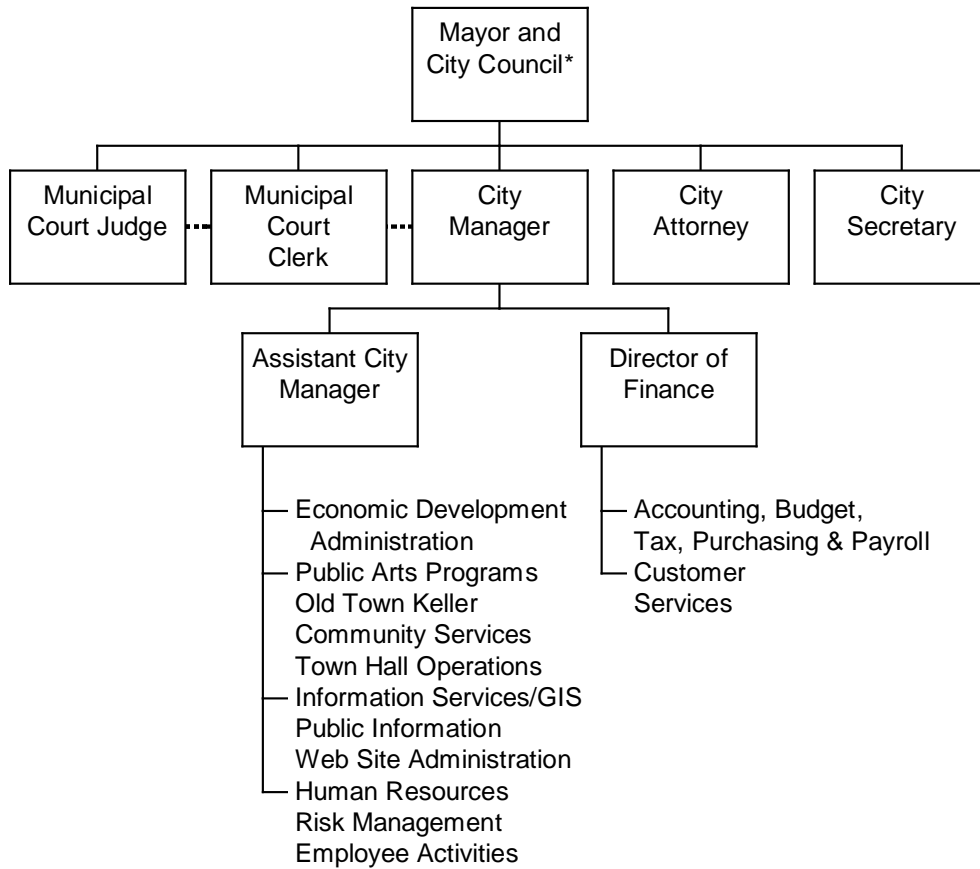 Mayor and
City Council*
Municipal
Court Judge
Municipal
Court
Clerk
City
Manager
City
Attorney
City
Secretary
Assistant City
Manager
Director of
Finance
Economic Development
Administration
Public Arts Programs
Old Town Keller
Community Services
Town Hall Operations
Information Services/GIS
Public Information
Web Site Administration
Human Resources
Risk Management
Employee Activities
Accounting, Budget,
Tax, Purchasing & Payroll
Customer
Services